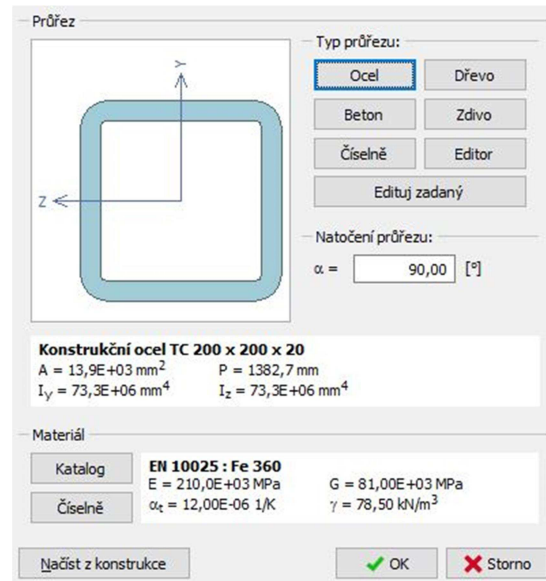 Průřez
Typ průřezu:
Y
Z
Ocel Dřevo
Beton Zdivo
Číselně Editor
Edituj zadaný
Natočení průřezu:
α = 90,00 [°]
Konstrukční ocel TC 200 x 200 x 20
A = 13,9E+03 mm² P = 1382,7 mm
Iy = 73,3E+06 mm⁴ Iz = 73,3E+06 mm⁴
Materiál
Katalog
Číselně
EN 10025 : Fe 360
E = 210,0E+03 MPa G = 81,00E+03 MPa
αt = 12,00E-06 1/K γ = 78,50 kN/m³
Načíst z konstrukce OK Storno